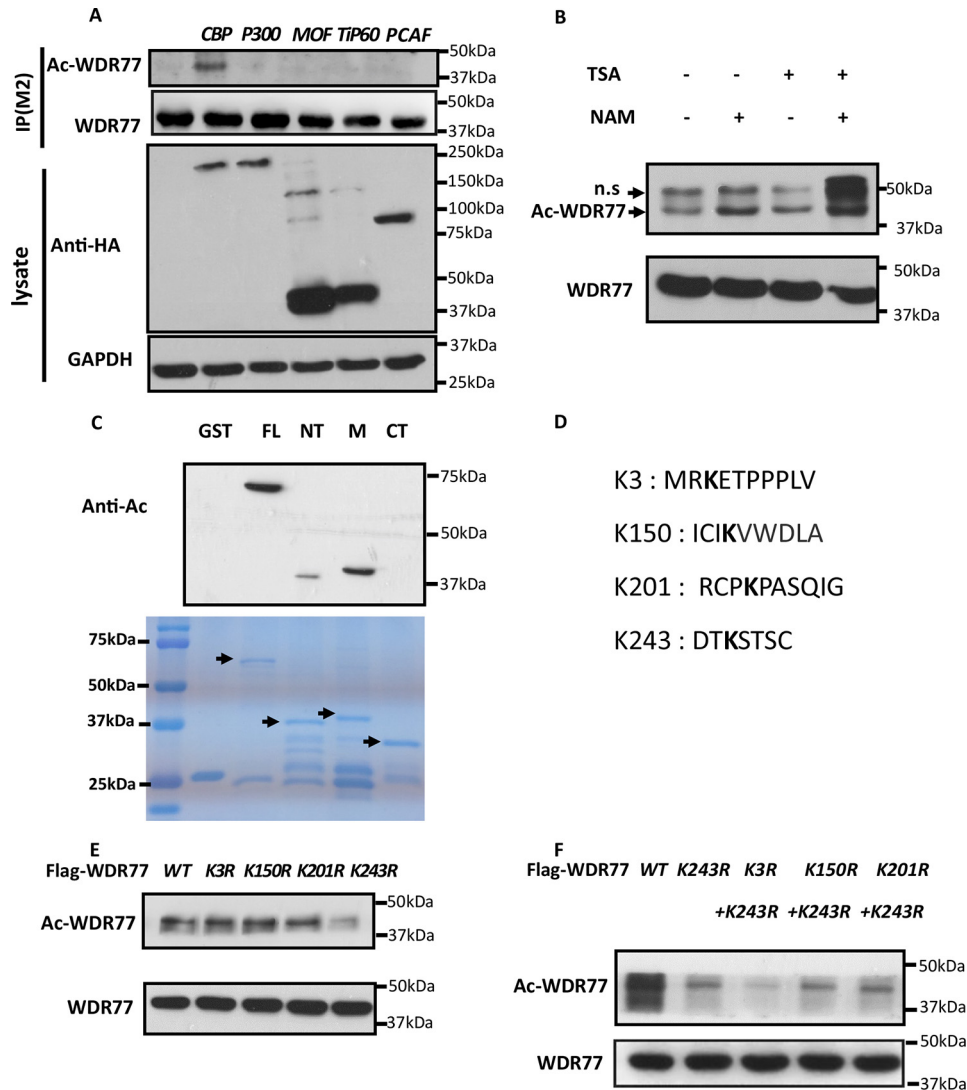 A
CBP P300 MOF TiP60 PCAF
IP(M2)
Ac-WDR77
50kDa
37kDa
WDR77
50kDa
37kDa
lysate
Anti-HA
250kDa
150kDa
100kDa
75kDa
50kDa
37kDa
GAPDH
37kDa
25kDa
B
TSA - - + +
NAM - + - +
n.s
Ac-WDR77
50kDa
37kDa
WDR77
50kDa
37kDa
C
GST FL NT M CT
Anti-Ac
75kDa
50kDa
37kDa
75kDa
50kDa
37kDa
25kDa
D
K3 : MRKETPPPLV
K150 : ICIKVWDLA
K201 : RCPKPASQIG
K243 : DTKSTSC
E
Flag-WDR77 WT K3R K150R K201R K243R
Ac-WDR77
50kDa
37kDa
WDR77
50kDa
37kDa
F
Flag-WDR77 WT K243R K3R K150R K201R
+K243R +K243R +K243R
Ac-WDR77
50kDa
37kDa
WDR77
50kDa
37kDa